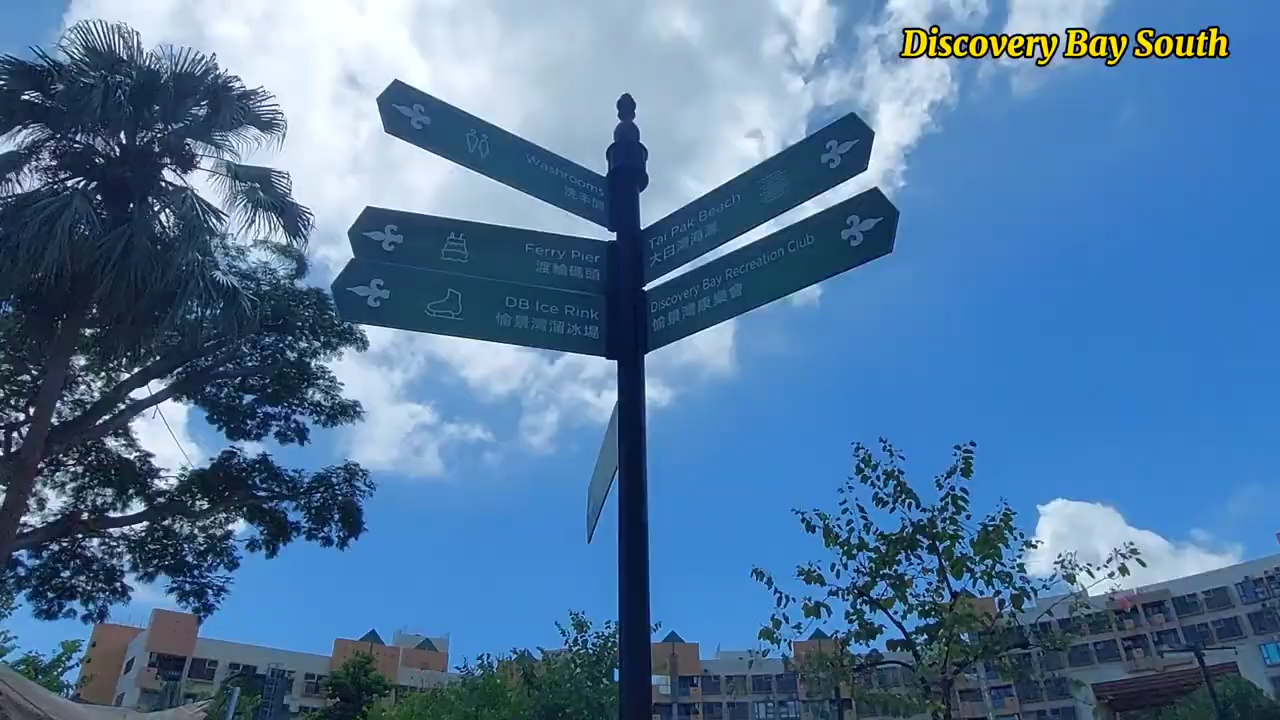 Discovery Bay South
Washrooms
洗手間
Ferry Pier
渡輪碼頭
DB Ice Rink
愉景灣溜冰場
Tai Pak Beach
大白灣海灘
Discovery Bay Recreation Club
愉景灣康樂會